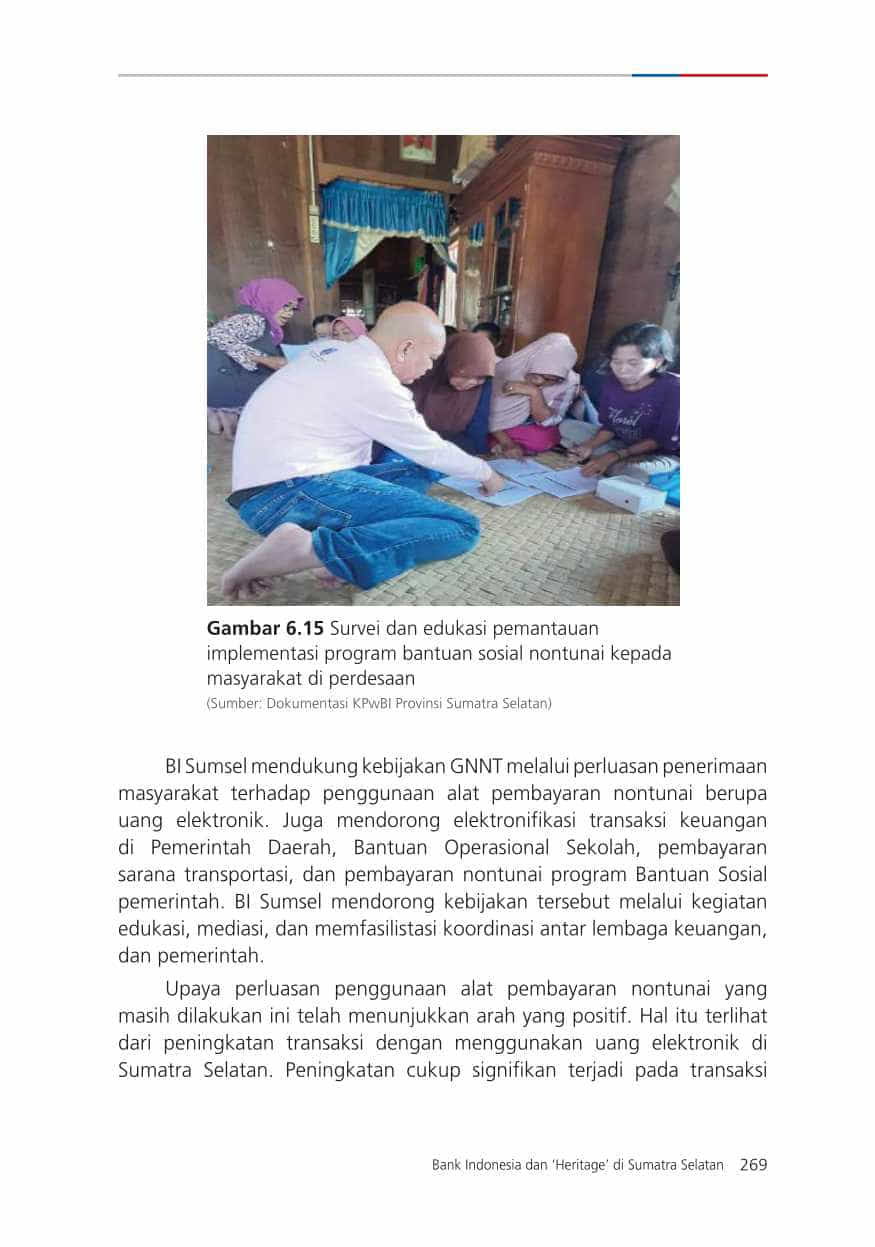 Gambar 6.15 Survei dan edukasi pemantauan
implementasi program bantuan sosial nontunai kepada
masyarakat di perdesaan
(Sumber: Dokumentasi KPwBI Provinsi Sumatra Selatan)
BI Sumsel mendukung kebijakan GNNT melalui perluasan penerimaan
masyarakat terhadap penggunaan alat pembayaran nontunai berupa
uang elektronik. Juga mendorong elektronifikasi transaksi keuangan
di Pemerintah Daerah, Bantuan Operasional Sekolah, pembayaran
sarana transportasi, dan pembayaran nontunai program Bantuan Sosial
pemerintah. BI Sumsel mendorong kebijakan tersebut melalui kegiatan
edukasi, mediasi, dan memfasilistasi koordinasi antar lembaga keuangan,
dan pemerintah.
Upaya perluasan penggunaan alat pembayaran nontunai yang
masih dilakukan ini telah menunjukkan arah yang positif. Hal itu terlihat
dari peningkatan transaksi dengan menggunakan uang elektronik di
Sumatra Selatan. Peningkatan cukup signifikan terjadi pada transaksi
Bank Indonesia dan ‘Heritage’ di Sumatra Selatan 269